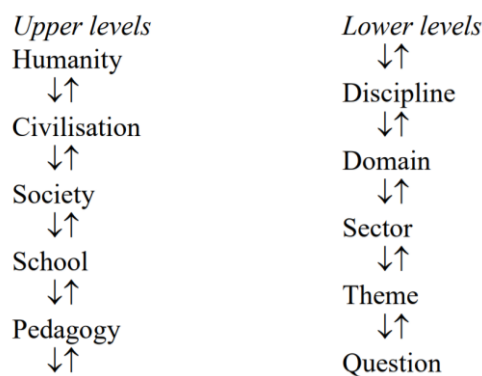 Upper levels
Humanity
↓↑
Civilisation
↓↑
Society
↓↑
School
↓↑
Pedagogy
↓↑
Lower levels
↓↑
Discipline
↓↑
Domain
↓↑
Sector
↓↑
Theme
↓↑
Question